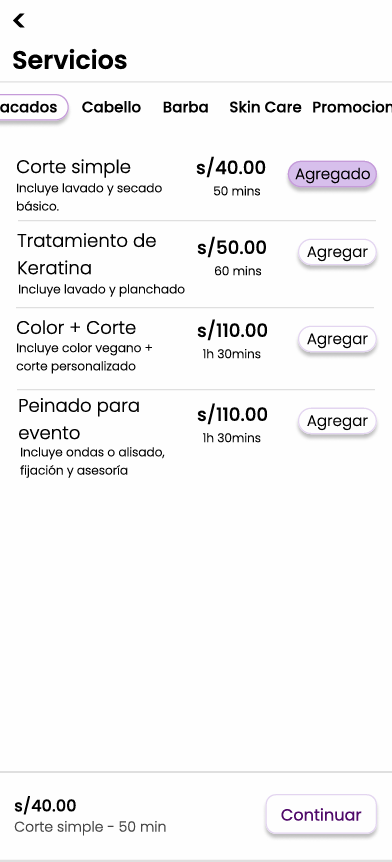 Servicios
acados Cabello Barba Skin Care Promocion
Corte simple
Incluye lavado y secado
básico.
s/40.00
50 mins
Agregado
Tratamiento de
Keratina
Incluye lavado y planchado
s/50.00
60 mins
Agregar
Color + Corte
Incluye color vegano +
corte personalizado
s/110.00
1h 30mins
Agregar
Peinado para
evento
Incluye ondas o alisado,
fijación y asesoría
s/110.00
1h 30mins
Agregar
s/40.00
Corte simple - 50 min
Continuar